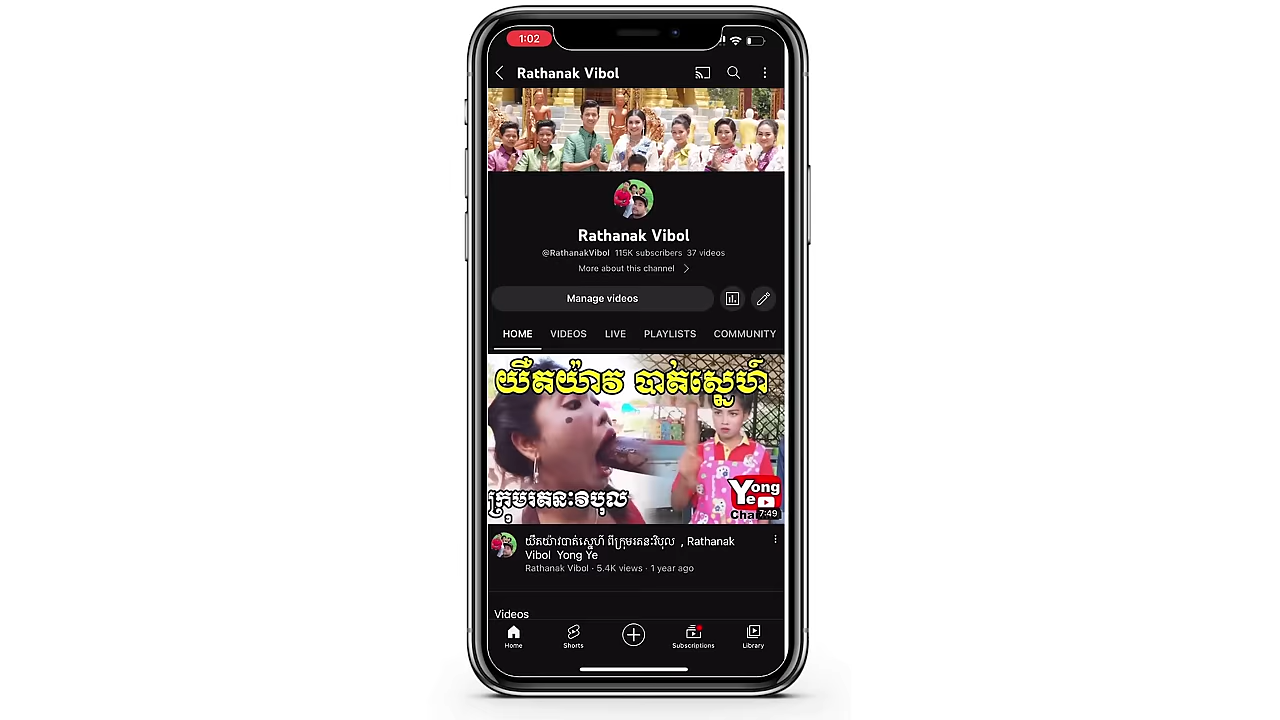 1:02
Rathanak Vibol
Rathanak Vibol
@RathanakVibol 115K subscribers 37 videos
More about this channel
Manage videos
HOME VIDEOS LIVE PLAYLISTS COMMUNITY
យឺតយ៉ាវ បាត់ស្នេហ៍
ក្រុមរតនៈវិបុល
Yong
Ye
Cha
7:49
យឺតយ៉ាវបាត់ស្នេហ៍ ពីក្រុមរតនៈវិបុល , Rathanak
Vibol Yong Ye
Rathanak Vibol · 5.4K views · 1 year ago
Videos
Home Shorts Subscriptions Library